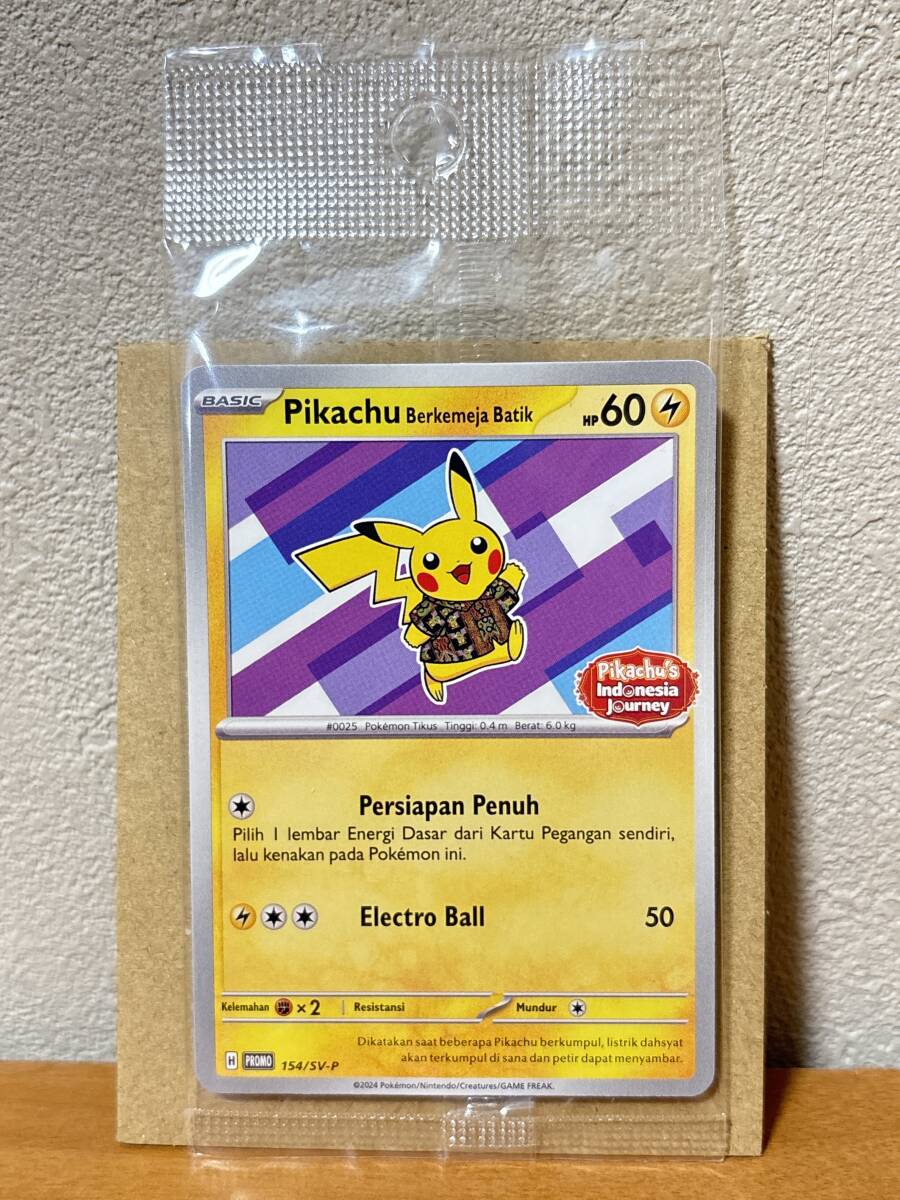 BASIC
Pikachu Berkemeja Batik
HP 60
Pikachu's
Indonesia
Journey
#0025 Pokémon Tikus Tinggi: 0.4 m Berat: 6.0 kg
Persiapan Penuh
Pilih 1 lembar Energi Dasar dari Kartu Pegangan sendiri,
lalu kenakan pada Pokémon ini.
Electro Ball 50
Kelemahan ×2 Resistansi Mundur
Dikatakan saat beberapa Pikachu berkumpul, listrik dahsyat
akan terkumpul di sana dan petir dapat menyambar.
H PROMO 154/SV-P
©2024 Pokémon/Nintendo/Creatures/GAME FREAK.